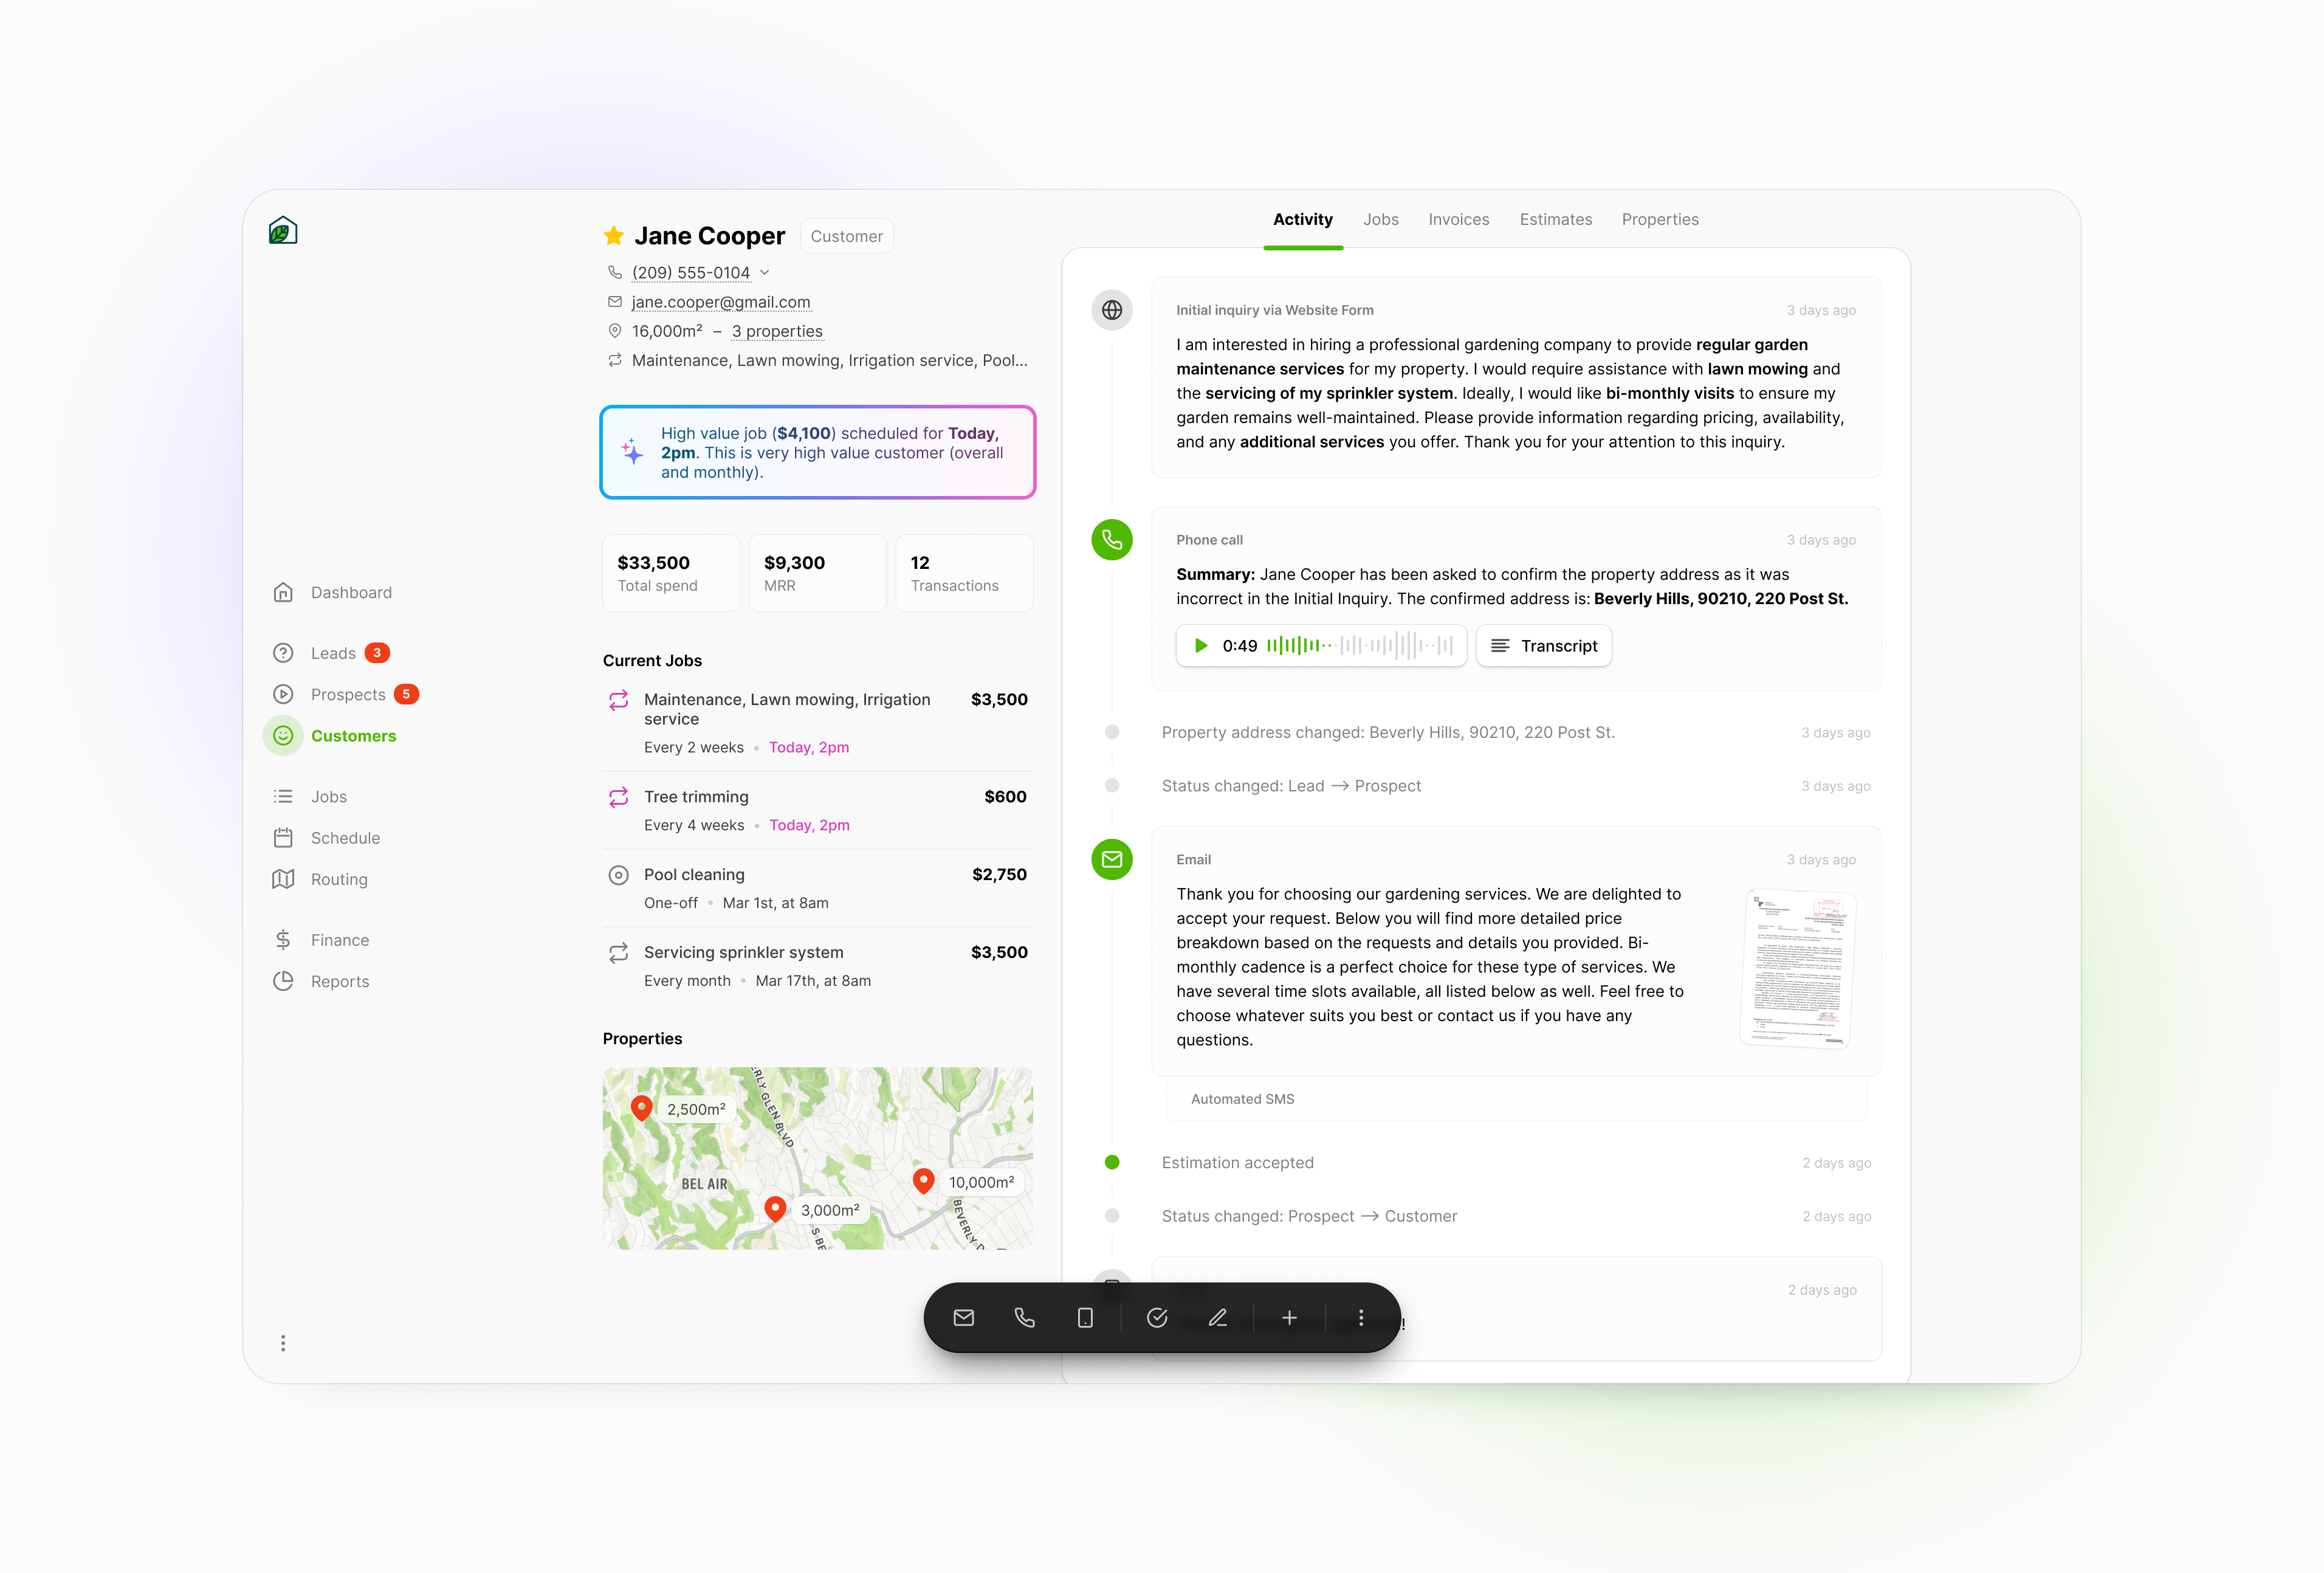 Dashboard
Leads 3
Prospects 5
Customers
Jobs
Schedule
Routing
Finance
Reports
Jane Cooper Customer
(209) 555-0104
jane.cooper@gmail.com
16,000m² – 3 properties
Maintenance, Lawn mowing, Irrigation service, Pool...
High value job ($4,100) scheduled for Today,
2pm. This is very high value customer (overall
and monthly).
$33,500
Total spend
$9,300
MRR
12
Transactions
Current Jobs
Maintenance, Lawn mowing, Irrigation
service
$3,500
Every 2 weeks • Today, 2pm
Tree trimming $600
Every 4 weeks • Today, 2pm
Pool cleaning $2,750
One-off • Mar 1st, at 8am
Servicing sprinkler system $3,500
Every month • Mar 17th, at 8am
Properties
2,500m²
BEL AIR
3,000m²
10,000m²
ERLY GLEN BLVD
S BE
BEVERLY D
Activity Jobs Invoices Estimates Properties
Initial inquiry via Website Form 3 days ago
I am interested in hiring a professional gardening company to provide regular garden
maintenance services for my property. I would require assistance with lawn mowing and
the servicing of my sprinkler system. Ideally, I would like bi-monthly visits to ensure my
garden remains well-maintained. Please provide information regarding pricing, availability,
and any additional services you offer. Thank you for your attention to this inquiry.
Phone call 3 days ago
Summary: Jane Cooper has been asked to confirm the property address as it was
incorrect in the Initial Inquiry. The confirmed address is: Beverly Hills, 90210, 220 Post St.
0:49 Transcript
Property address changed: Beverly Hills, 90210, 220 Post St. 3 days ago
Status changed: Lead → Prospect 3 days ago
Email 3 days ago
Thank you for choosing our gardening services. We are delighted to
accept your request. Below you will find more detailed price
breakdown based on the requests and details you provided. Bi-
monthly cadence is a perfect choice for these type of services. We
have several time slots available, all listed below as well. Feel free to
choose whatever suits you best or contact us if you have any
questions.
Automated SMS
Estimation accepted 2 days ago
Status changed: Prospect → Customer 2 days ago
2 days ago
!